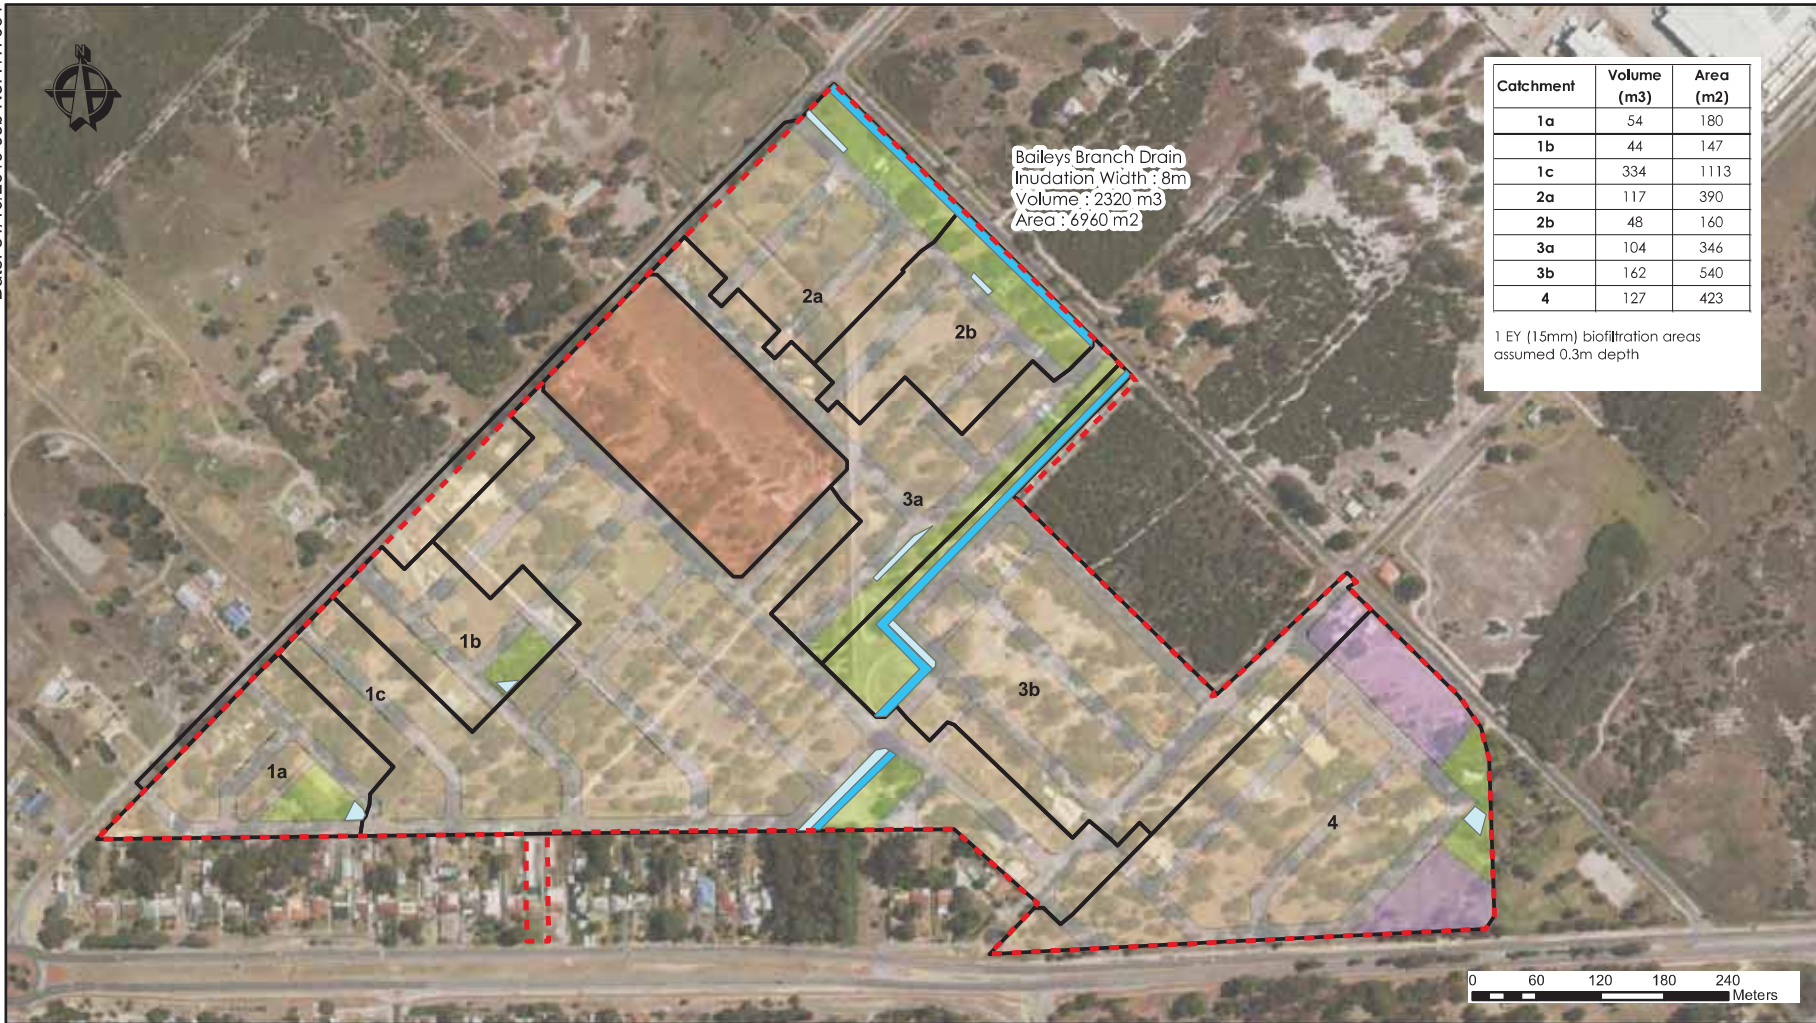 N
Baileys Branch Drain
Inudation Width : 8m
Volume : 2320 m3
Area : 6960 m2
Catchment Volume (m3) Area (m2)
1a 54 180
1b 44 147
1c 334 1113
2a 117 390
2b 48 160
3a 104 346
3b 162 540
4 127 423
1 EY (15mm) biofiltration areas
assumed 0.3m depth
2a
2b
3a
1b
1c
3b
1a
4
0 60 120 180 240
Meters